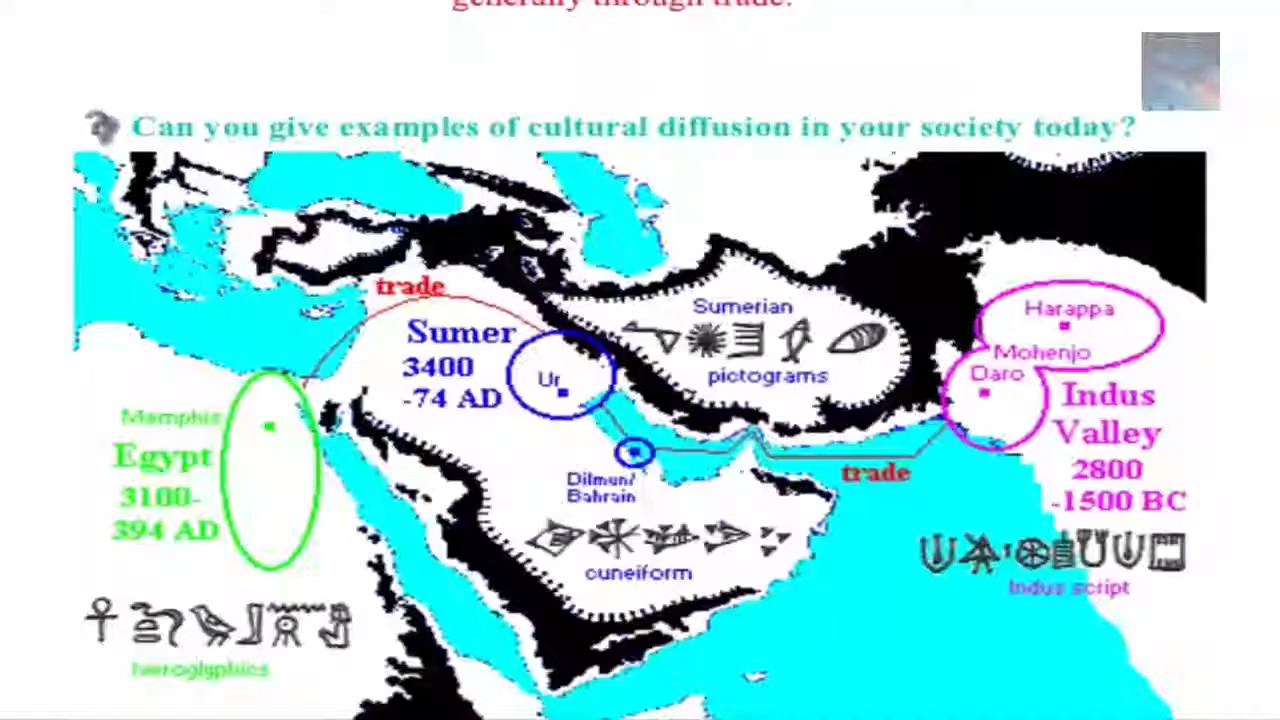 generally through trade.
Can you give examples of cultural diffusion in your society today?
trade
Sumerian
Harappa
Sumer
3400
-74 AD
Ur
pictograms
Mohenjo
Daro
Indus
Valley
2800
-1500 BC
Memphis
Egypt
3100-
394 AD
trade
Dilmun/
Bahrain
cuneiform
Indus script
hieroglyphics